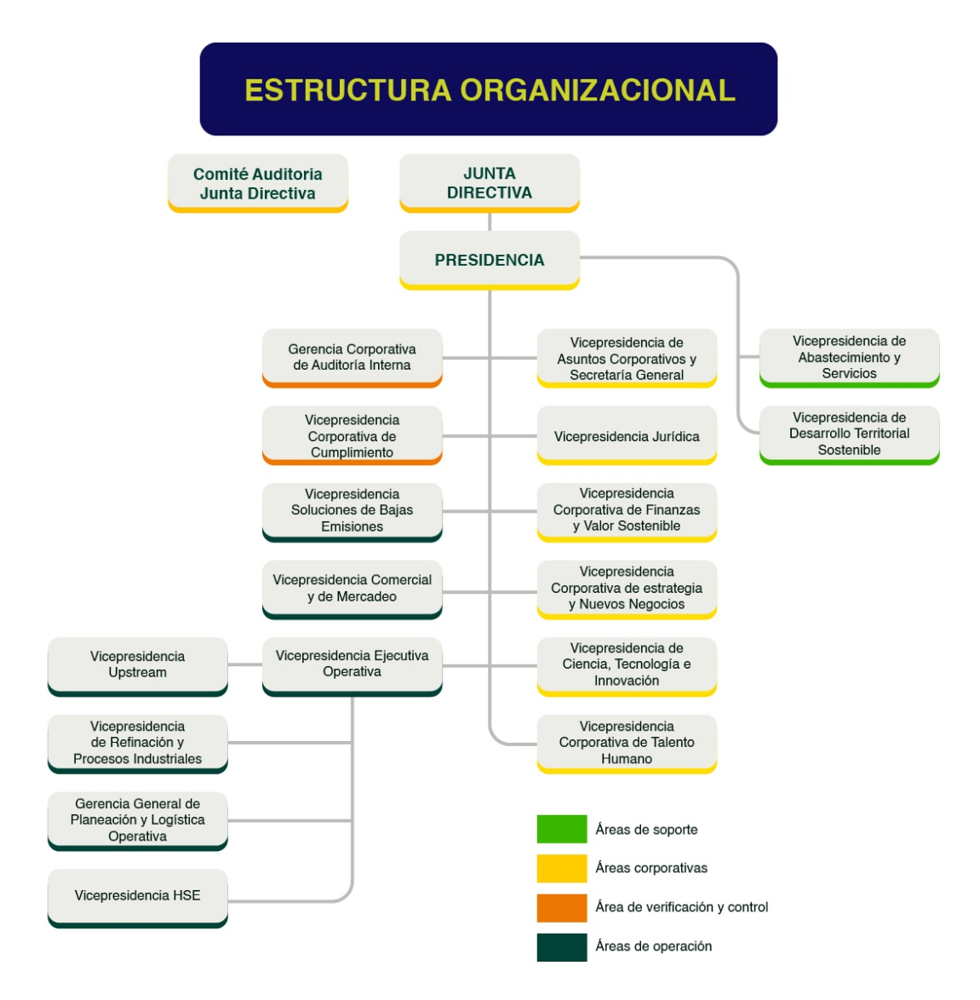 ESTRUCTURA ORGANIZACIONAL
Comité Auditoria
Junta Directiva
JUNTA
DIRECTIVA
PRESIDENCIA
Gerencia Corporativa
de Auditoría Interna
Vicepresidencia de
Asuntos Corporativos y
Secretaría General
Vicepresidencia de
Abastecimiento y
Servicios
Vicepresidencia
Corporativa de
Cumplimiento
Vicepresidencia Jurídica
Vicepresidencia de
Desarrollo Territorial
Sostenible
Vicepresidencia
Soluciones de Bajas
Emisiones
Vicepresidencia
Corporativa de Finanzas
y Valor Sostenible
Vicepresidencia Comercial
y de Mercadeo
Vicepresidencia
Corporativa de estrategia
y Nuevos Negocios
Vicepresidencia
Upstream
Vicepresidencia Ejecutiva
Operativa
Vicepresidencia de
Ciencia, Tecnología e
Innovación
Vicepresidencia
de Refinación y
Procesos Industriales
Vicepresidencia
Corporativa de Talento
Humano
Gerencia General de
Planeación y Logística
Operativa
Vicepresidencia HSE
Áreas de soporte
Áreas corporativas
Área de verificación y control
Áreas de operación